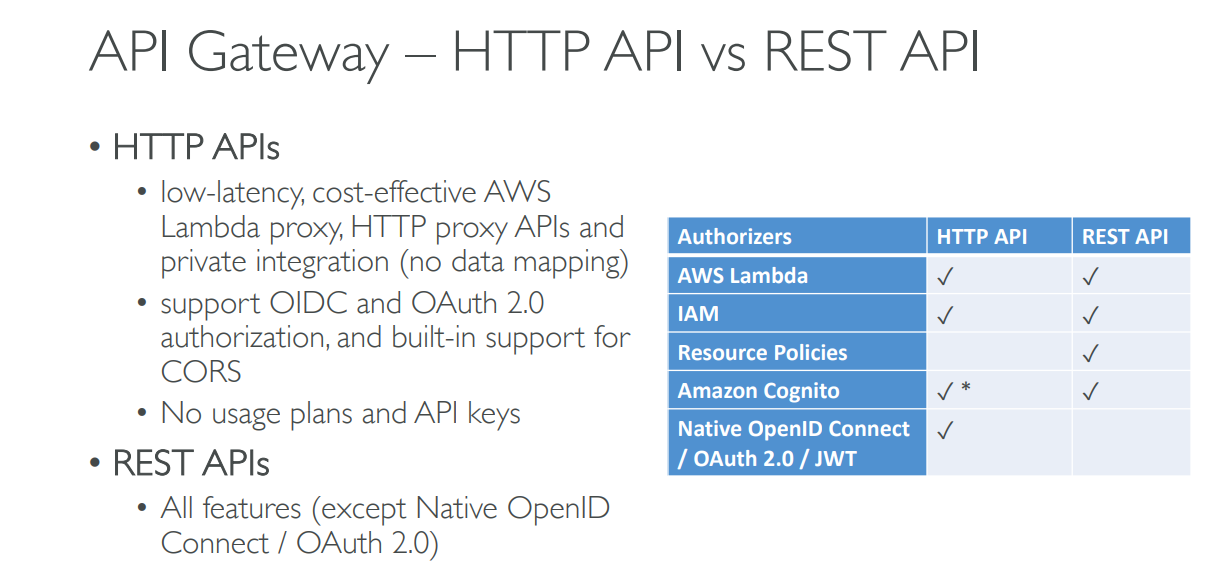 API Gateway – HTTP API vs REST API
• HTTP APIs
• low-latency, cost-effective AWS
Lambda proxy, HTTP proxy APIs and
private integration (no data mapping)
• support OIDC and OAuth 2.0
authorization, and built-in support for
CORS
• No usage plans and API keys
• REST APIs
• All features (except Native OpenID
Connect / OAuth 2.0)
Authorizers HTTP API REST API
AWS Lambda ✓ ✓
IAM ✓ ✓
Resource Policies ✓
Amazon Cognito ✓ * ✓
Native OpenID Connect ✓
/ OAuth 2.0 / JWT